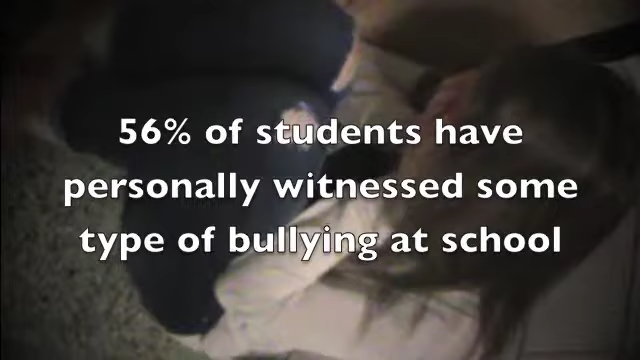 56% of students have
personally witnessed some
type of bullying at school